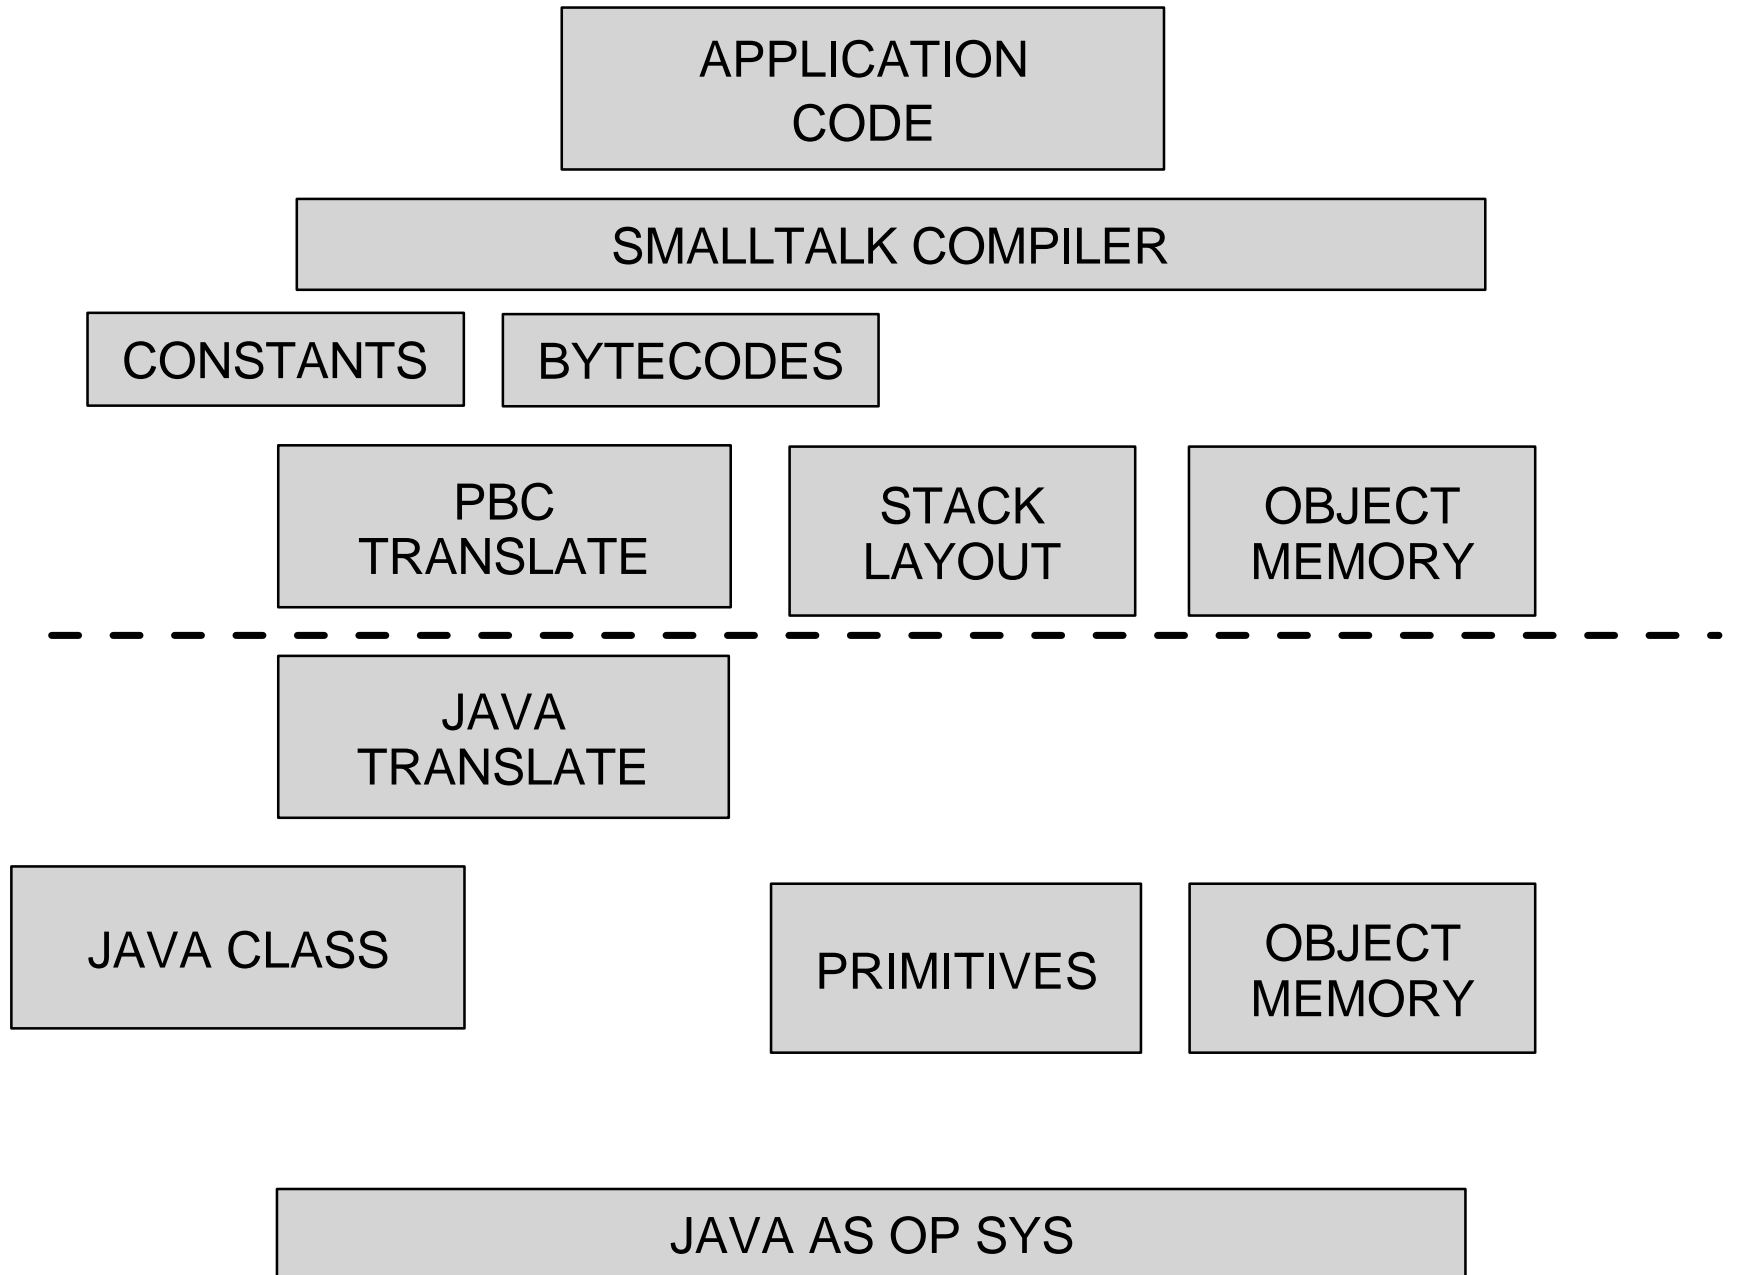 APPLICATION
CODE
SMALLTALK COMPILER
CONSTANTS
BYTECODES
PBC
TRANSLATE
STACK
LAYOUT
OBJECT
MEMORY
JAVA
TRANSLATE
JAVA CLASS
PRIMITIVES
OBJECT
MEMORY
JAVA AS OP SYS